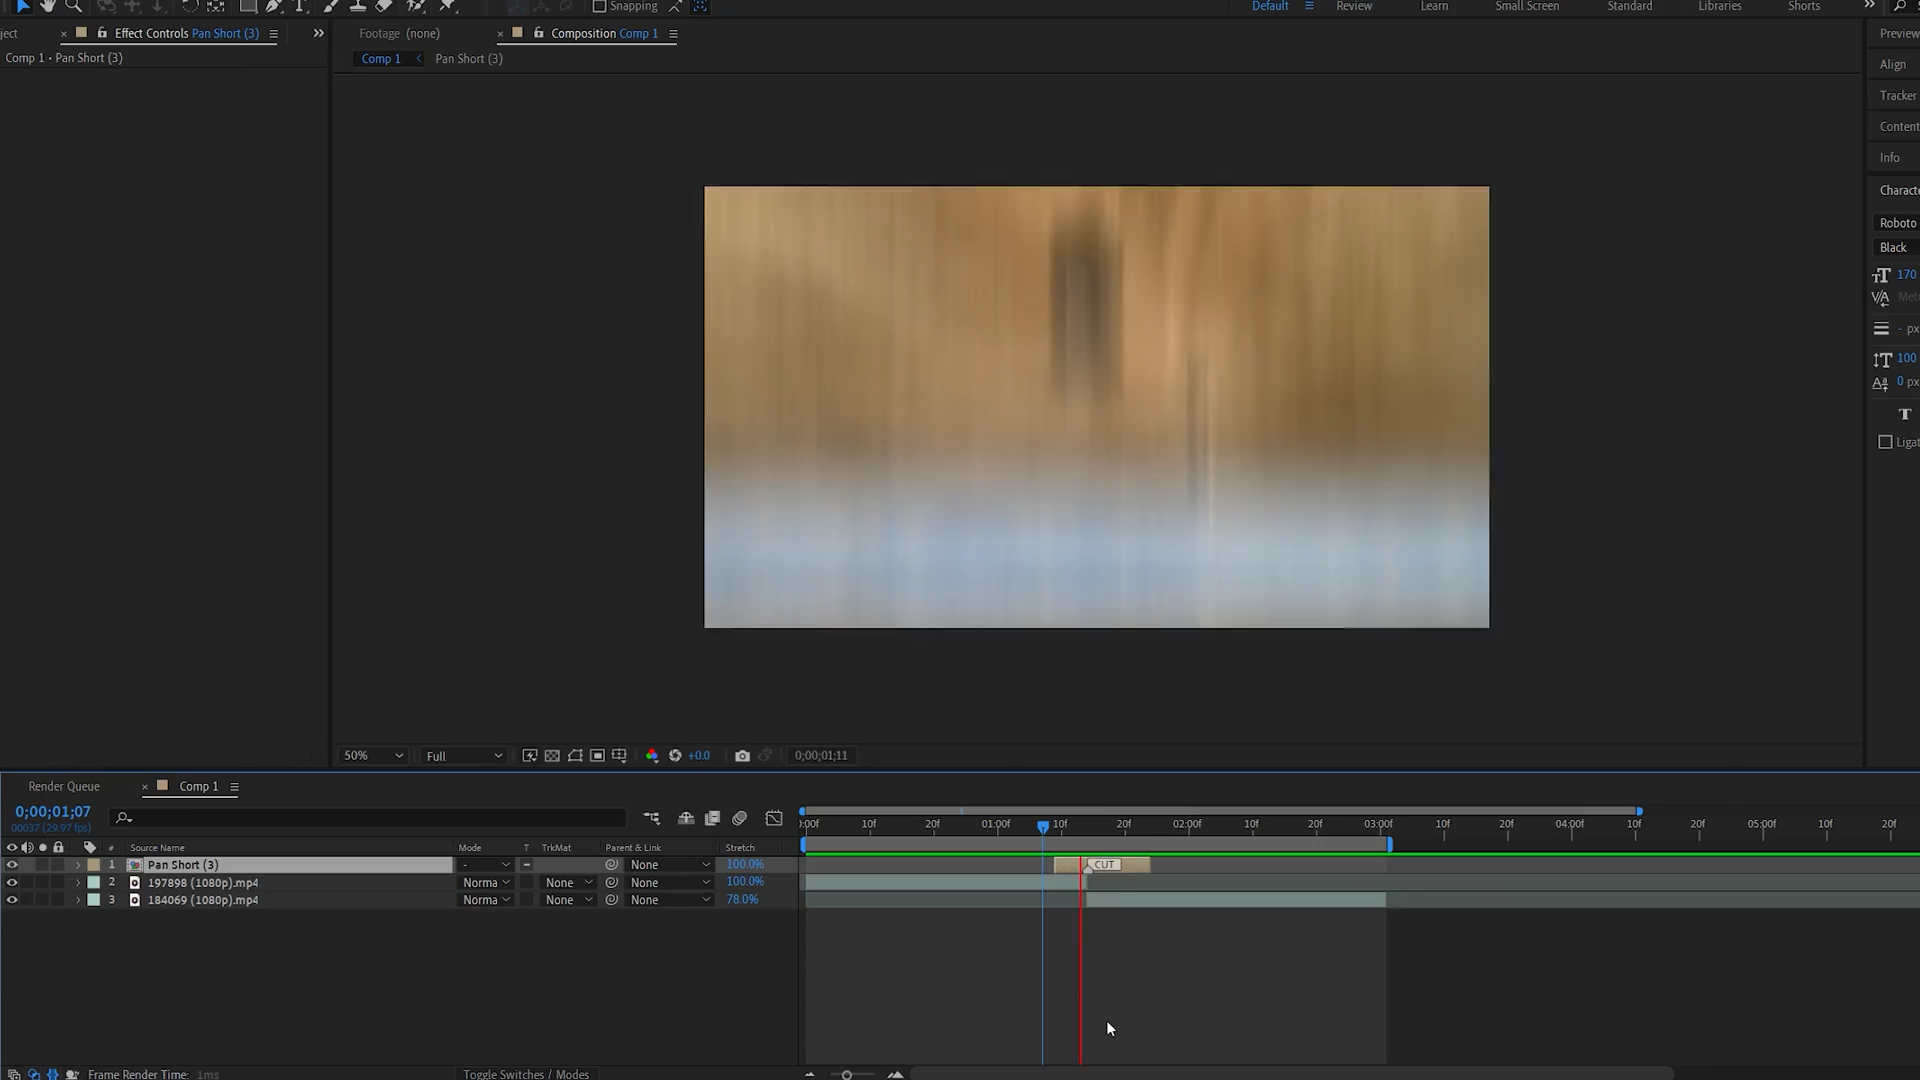 Snapping
Default
Review
Learn
Small Screen
Standard
Libraries
Shorts
ject
Effect Controls Pan Short (3)
Footage (none)
Composition Comp 1
Preview
Comp 1 • Pan Short (3)
Comp 1
Pan Short (3)
Align
Tracker
Content
Info
Charact
Roboto
Black
170
Met
- px
100
0 px
T
Ligat
50%
Full
+0.0
0;00;01;11
Render Queue
Comp 1
0;00;01;07
00037 (29.97 fps)
:00f 10f 20f 01:00f 10f 20f 02:00f 10f 20f 03:00f 10f 20f 04:00f 10f 20f 05:00f 10f 20f
# Source Name Mode T TrkMat Parent & Link Stretch
1 Pan Short (3) - None 100.0% CUT
2 197898 (1080p).mp4 Norma None None 100.0%
3 184069 (1080p).mp4 Norma None None 78.0%
Frame Render Time: 1ms
Toggle Switches / Modes